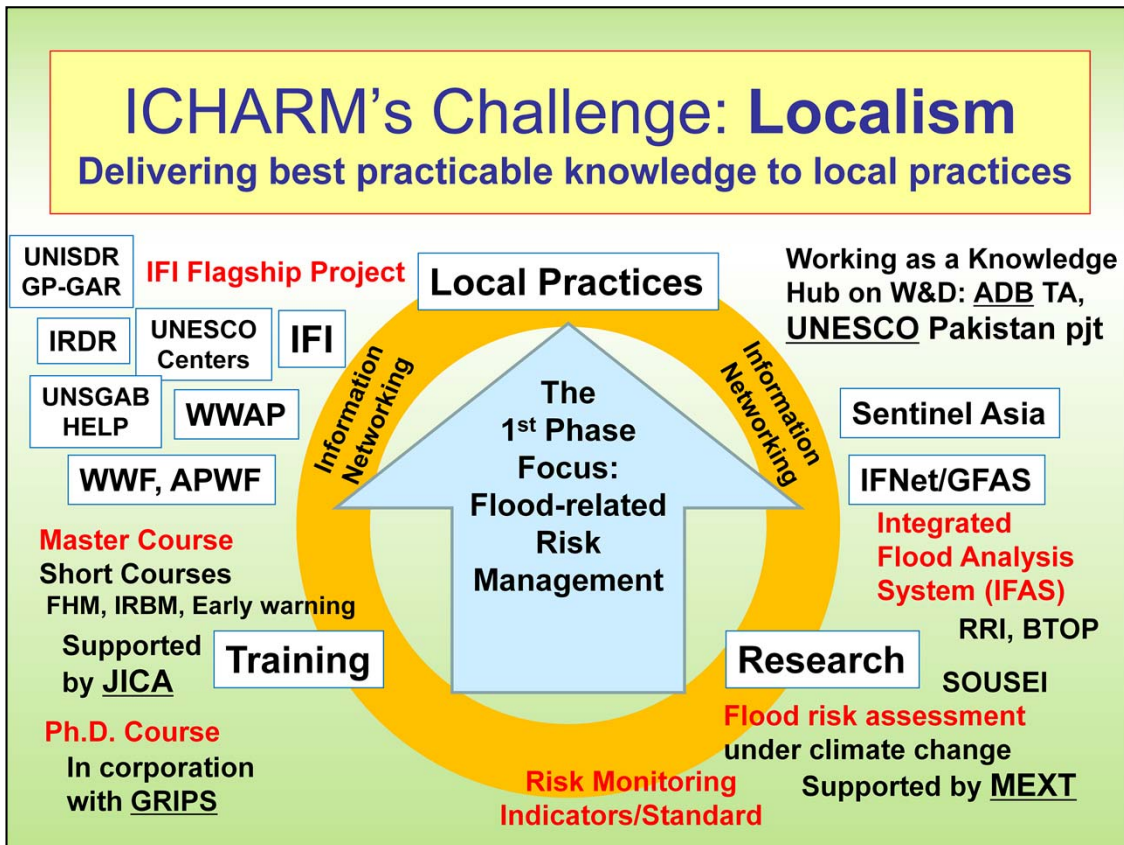 ICHARM's Challenge: Localism
Delivering best practicable knowledge to local practices
UNISDR
GP-GAR
IFI Flagship Project
Local Practices
Working as a Knowledge
Hub on W&D: ADB TA,
UNESCO Pakistan pjt
IRDR
UNESCO
Centers
IFI
Information
Networking
Information
Networking
UNSGAB
HELP
WWAP
WWF, APWF
The
1st Phase
Focus:
Flood-related
Risk
Management
Sentinel Asia
IFNet/GFAS
Integrated
Flood Analysis
System (IFAS)
RRI, BTOP
Master Course
Short Courses
FHM, IRBM, Early warning
Supported
by JICA
Training
Research
SOUSEI
Flood risk assessment
under climate change
Supported by MEXT
Ph.D. Course
In corporation
with GRIPS
Risk Monitoring
Indicators/Standard